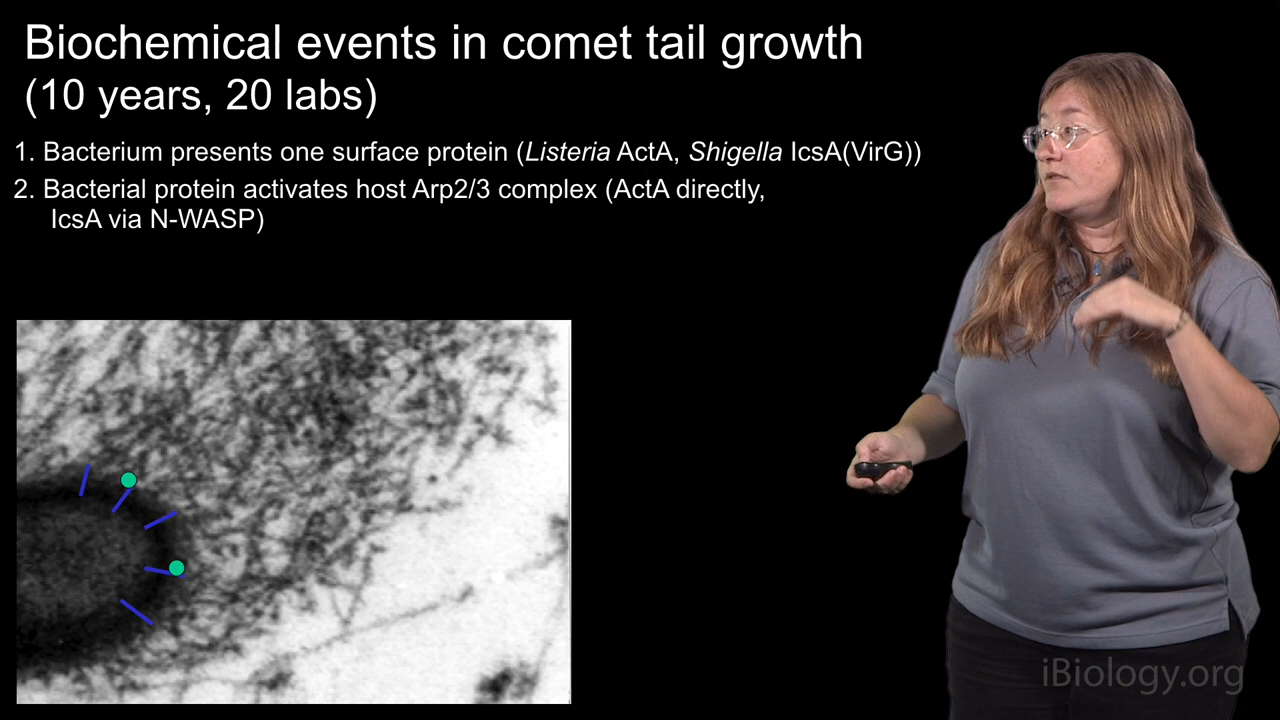 Biochemical events in comet tail growth
(10 years, 20 labs)
1. Bacterium presents one surface protein (Listeria ActA, Shigella IcsA(VirG))
2. Bacterial protein activates host Arp2/3 complex (ActA directly,
IcsA via N-WASP)
iBiology.org